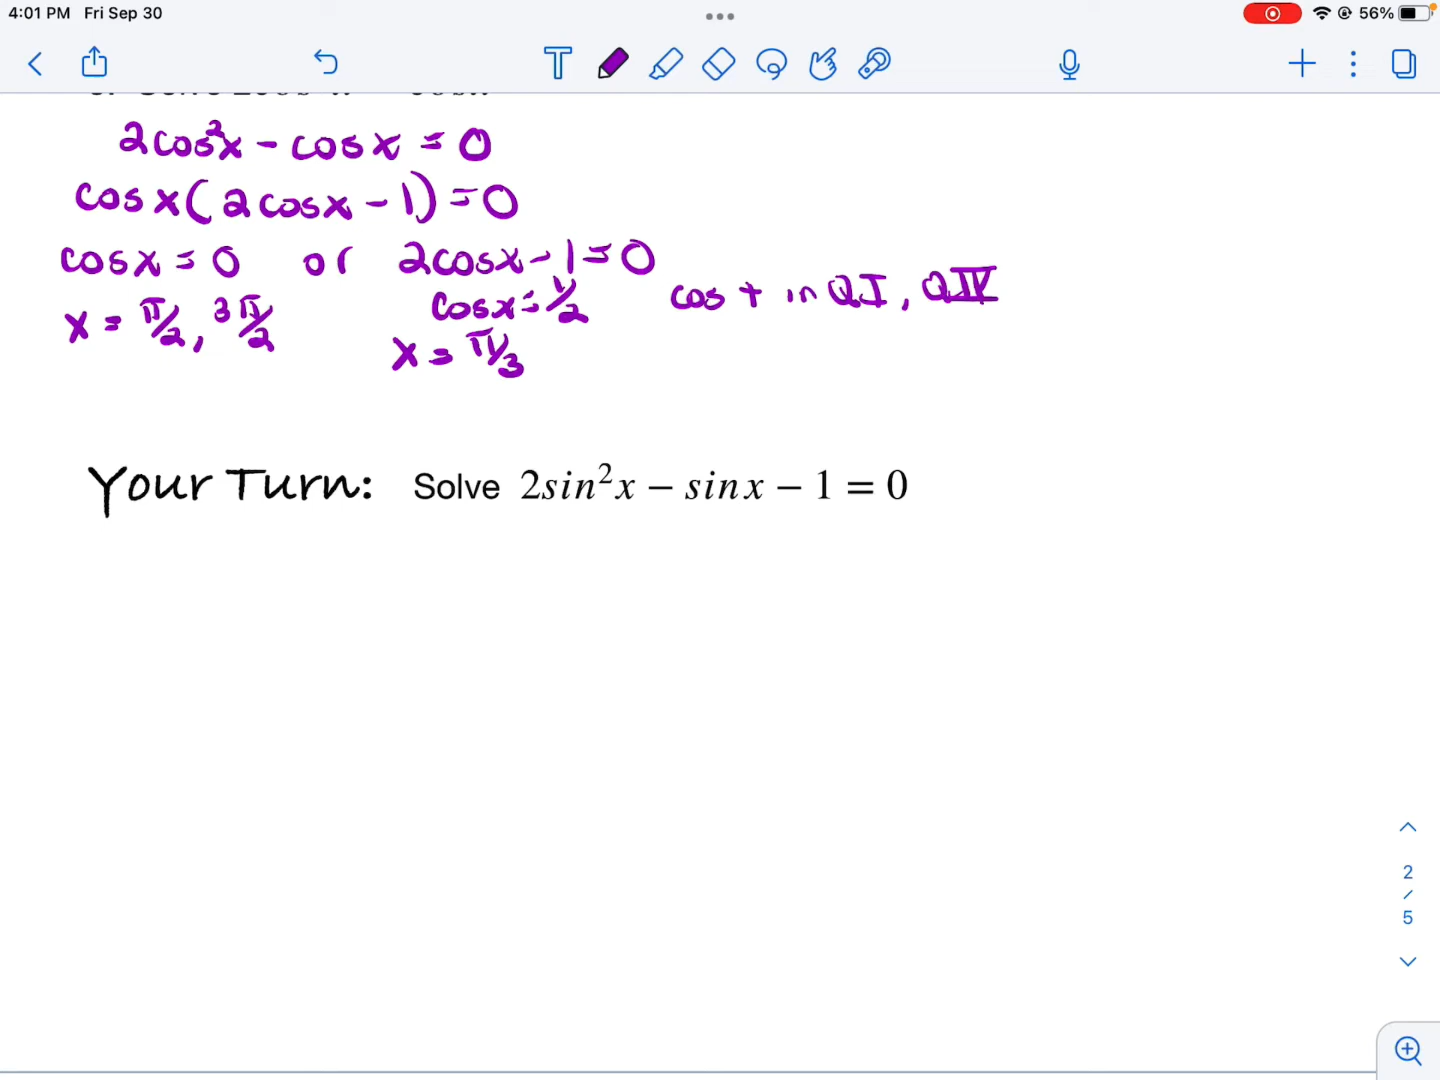 4:01 PM Fri Sep 30 56%
T
2cos²x - cosx = 0
cosx(2cosx - 1) = 0
cosx = 0 or 2cosx - 1 = 0
cosx = 1/2 cos + in QI, QIV
x = π/2, 3π/2
x = π/3
Your Turn: Solve 2sin²x − sinx − 1 = 0
2
/
5